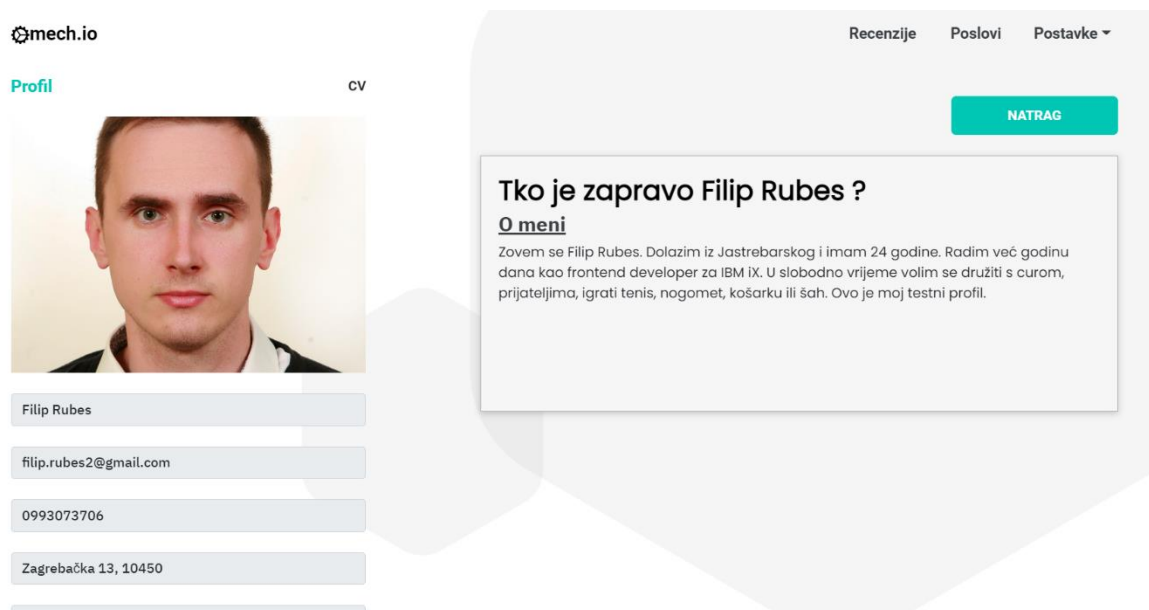 mech.io
Recenzije Poslovi Postavke
Profil CV
NATRAG
Tko je zapravo Filip Rubes ?
O meni
Zovem se Filip Rubes. Dolazim iz Jastrebarskog i imam 24 godine. Radim već godinu
dana kao frontend developer za IBM iX. U slobodno vrijeme volim se družiti s curom,
prijateljima, igrati tenis, nogomet, košarku ili šah. Ovo je moj testni profil.
Filip Rubes
filip.rubes2@gmail.com
0993073706
Zagrebačka 13, 10450